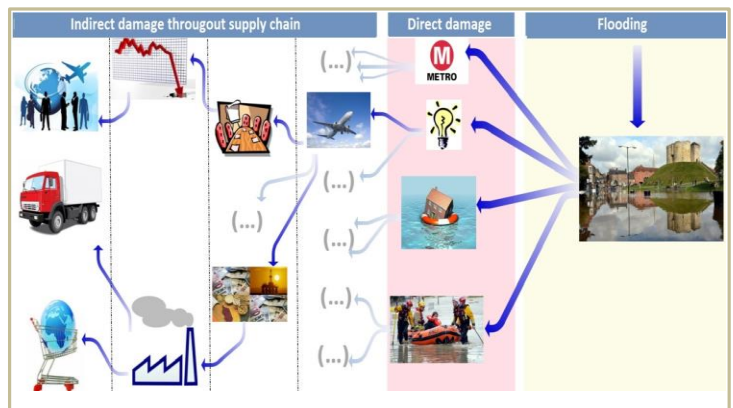 Indirect damage througout supply chain
Direct damage
Flooding
(...)
M
METRO
(...)
(...)
(...)
(...)
(...)